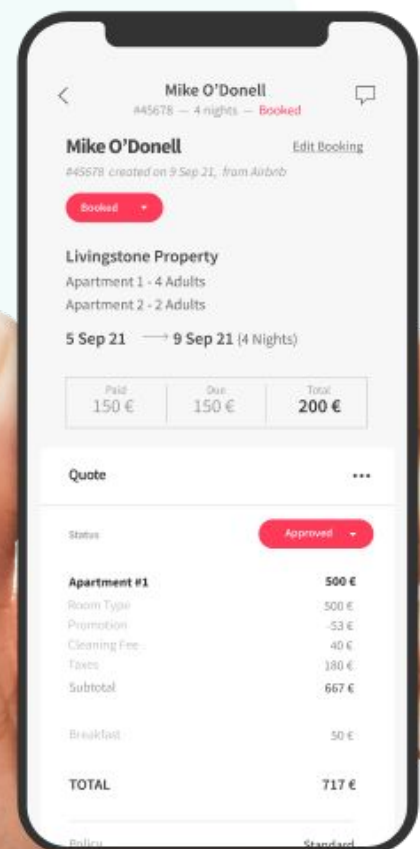 Mike O'Donell
#45678 — 4 nights — Booked
Mike O'Donell
Edit Booking
#45678 created on 9 Sep 21, from Airbnb
Booked
Livingstone Property
Apartment 1 - 4 Adults
Apartment 2 - 2 Adults
5 Sep 21 → 9 Sep 21 (4 Nights)
Paid Due Total
150 € 150 € 200 €
Quote
Status Approved
Apartment #1 500 €
Room Type 500 €
Promotion -53 €
Cleaning Fee 40 €
Taxes 180 €
Subtotal 667 €
Breakfast 50 €
TOTAL 717 €
Policy Standard